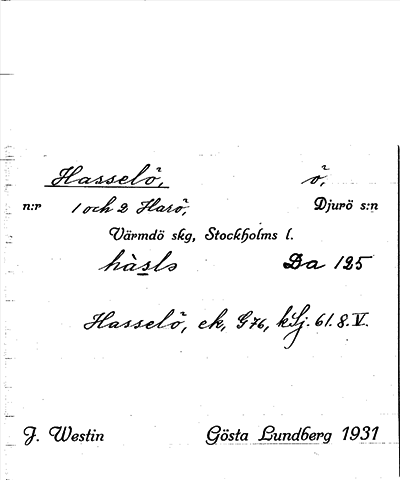 Hasselö, ö,
n:r 1 och 2 Harö, Djurö s:n
Värmdö skg, Stockholms l.
hàsls Da 125
Hasselö, ek, G76, klj. 61. 8. V.
J. Westin Gösta Lundberg 1931